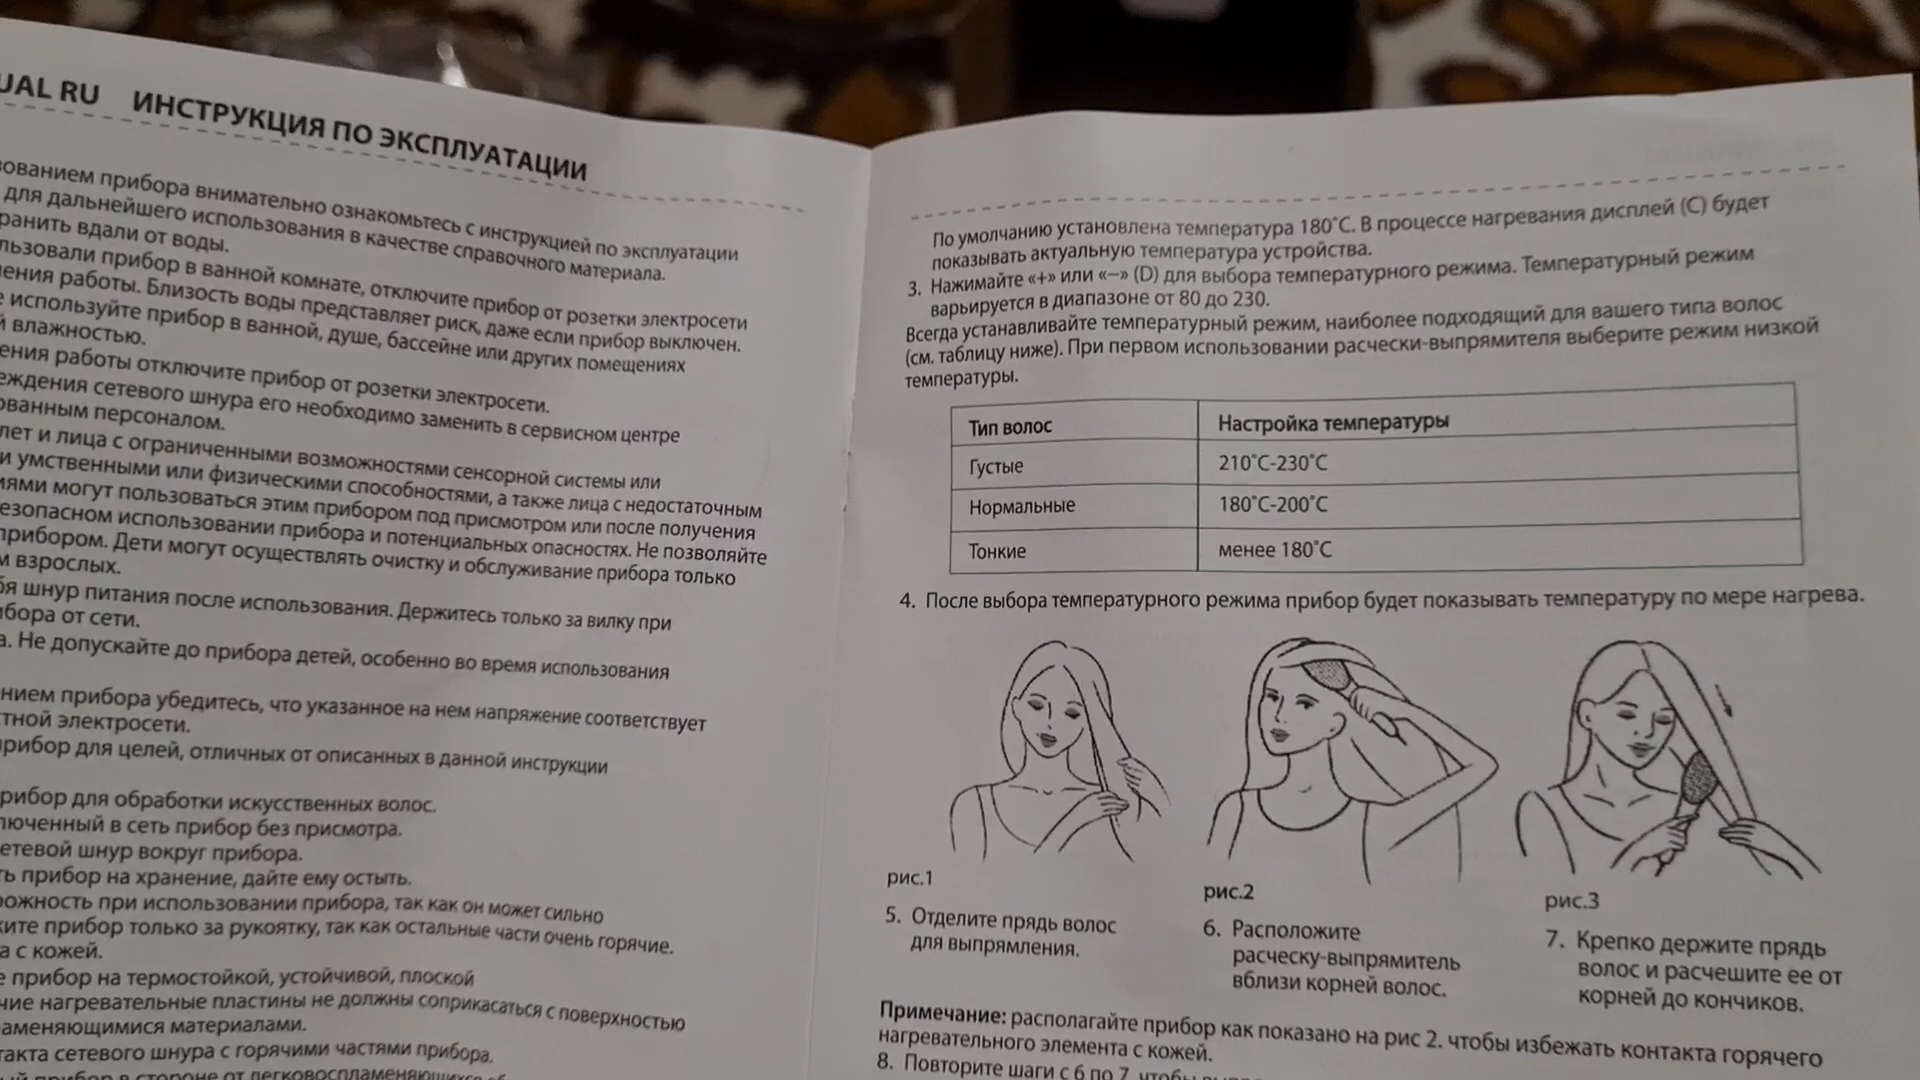 UAL RU ИНСТРУКЦИЯ ПО ЭКСПЛУАТАЦИИ
зованием прибора внимательно ознакомьтесь с инструкцией по эксплуатации
для дальнейшего использования в качестве справочного материала.
ранить вдали от воды.
льзовали прибор в ванной комнате, отключите прибор от розетки электросети
ения работы. Близость воды представляет риск, даже если прибор выключен.
е используйте прибор в ванной, душе, бассейне или других помещениях
й влажностью.
ения работы отключите прибор от розетки электросети.
еждения сетевого шнура его необходимо заменить в сервисном центре
ованным персоналом.
лет и лица с ограниченными возможностями сенсорной системы или
и умственными или физическими способностями, а также лица с недостаточным
иями могут пользоваться этим прибором под присмотром или после получения
езопасном использовании прибора и потенциальных опасностях. Не позволяйте
прибором. Дети могут осуществлять очистку и обслуживание прибора только
м взрослых.
бя шнур питания после использования. Держитесь только за вилку при
ибора от сети.
а. Не допускайте до прибора детей, особенно во время использования
нием прибора убедитесь, что указанное на нем напряжение соответствует
стной электросети.
прибор для целей, отличных от описанных в данной инструкции
рибор для обработки искусственных волос.
люченный в сеть прибор без присмотра.
етевой шнур вокруг прибора.
ть прибор на хранение, дайте ему остыть.
рожность при использовании прибора, так как он может сильно
ките прибор только за рукоятку, так как остальные части очень горячие.
а с кожей.
е прибор на термостойкой, устойчивой, плоской
чие нагревательные пластины не должны соприкасаться с поверхностью
аменяющимися материалами.
такта сетевого шнура с горячими частями прибора.
ый прибор в стороне от легковоспламеняющихся
По умолчанию установлена температура 180˚С. В процессе нагревания дисплей (С) будет
показывать актуальную температура устройства.
3. Нажимайте «+» или «−» (D) для выбора температурного режима. Температурный режим
варьируется в диапазоне от 80 до 230.
Всегда устанавливайте температурный режим, наиболее подходящий для вашего типа волос
(см. таблицу ниже). При первом использовании расчески-выпрямителя выберите режим низкой
температуры.
Тип волос Настройка температуры
Густые 210˚С-230˚С
Нормальные 180˚С-200˚С
Тонкие менее 180˚С
4. После выбора температурного режима прибор будет показывать температуру по мере нагрева.
рис.1
5. Отделите прядь волос
для выпрямления.
рис.2
6. Расположите
расческу-выпрямитель
вблизи корней волос.
рис.3
7. Крепко держите прядь
волос и расчешите ее от
корней до кончиков.
Примечание: располагайте прибор как показано на рис 2. чтобы избежать контакта горячего
нагревательного элемента с кожей.
8. Повторите шаги с 6 по 7, чтобы